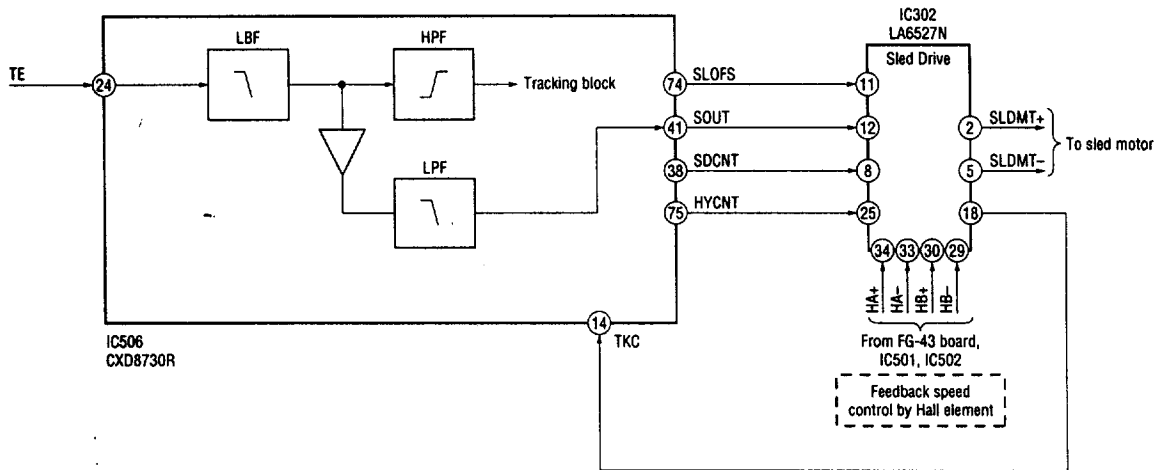 IC302
LA6527N
LBF
HPF
Sled Drive
TE
24
Tracking block
74
SLOFS
11
41
SOUT
12
2
SLDMT+
To sled motor
38
SDCNT
8
5
SLDMT−
LPF
75
HYCNT
25
18
34
33
30
29
HA+
HA−
HB+
HB−
14
TKC
IC506
CXD8730R
From FG-43 board,
IC501, IC502
Feedback speed
control by Hall element